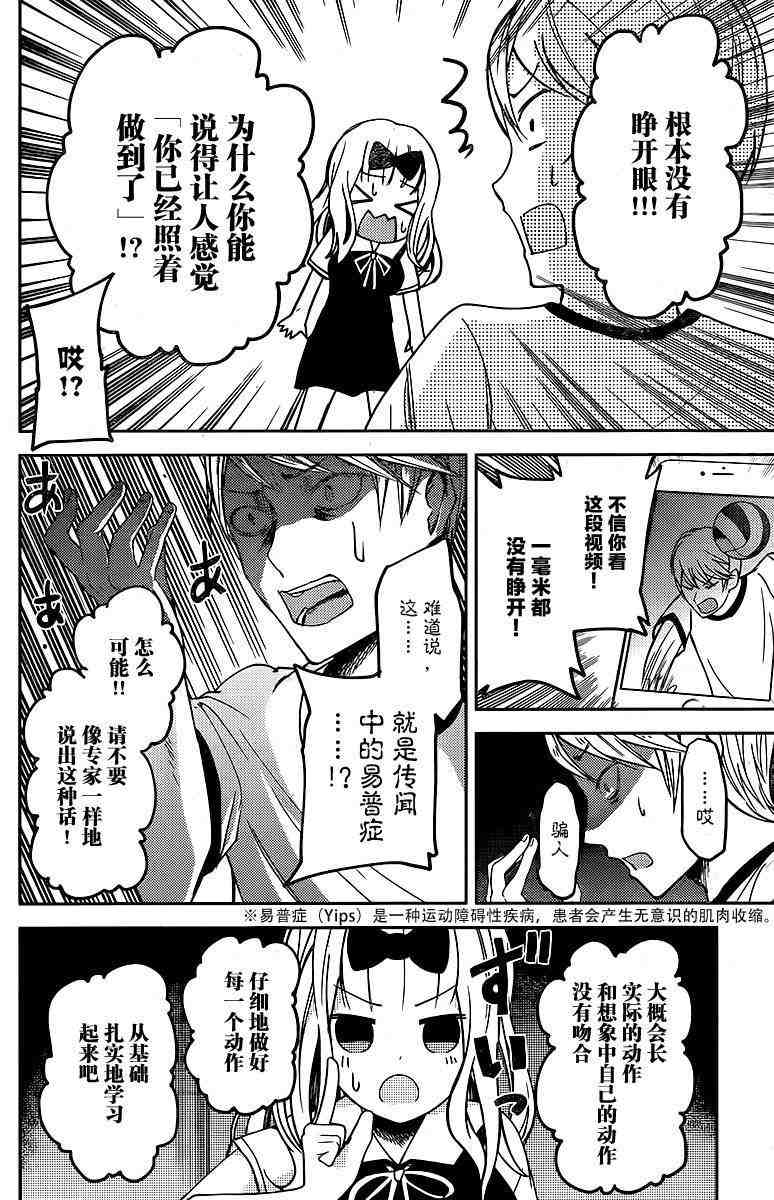 根本没有
睁开眼!!!
为什么你能
说得让人感觉
「你已经照着
做到了」!?
哎!?
不信你看
这段视频!
一毫米都
没有睁开!
……哎
骗人
难道说,
这……
就是传闻
中的易普症
……!?
あ
あ
あ
怎么
可能!!
请不要
像专家一样地
说出这种话!
※易普症（Yips）是一种运动障碍性疾病，患者会产生无意识的肌肉收缩。
大概会长
实际的动作
和想象中自己的动作
没有吻合
ずいっ
仔细地做好
每一个动作
从基础
扎实地学习
起来吧